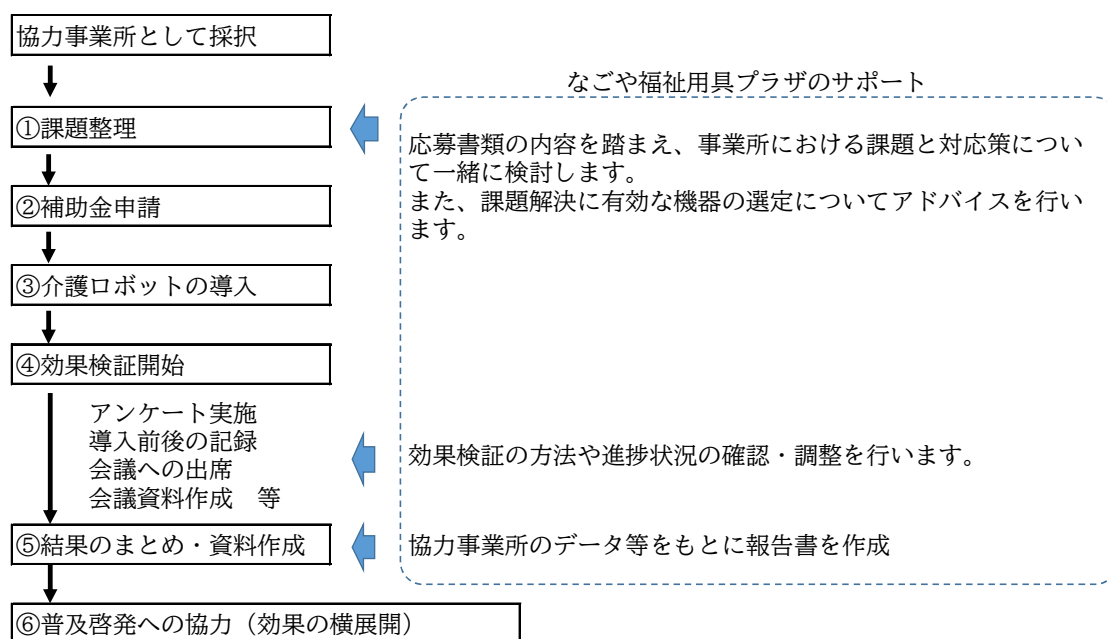 協力事業所として採択
なごや福祉用具プラザのサポート
①課題整理
応募書類の内容を踏まえ、事業所における課題と対応策につい
て一緒に検討します。
また、課題解決に有効な機器の選定についてアドバイスを行い
ます。
②補助金申請
③介護ロボットの導入
④効果検証開始
アンケート実施
導入前後の記録
会議への出席
会議資料作成　等
効果検証の方法や進捗状況の確認・調整を行います。
⑤結果のまとめ・資料作成
協力事業所のデータ等をもとに報告書を作成
⑥普及啓発への協力（効果の横展開）